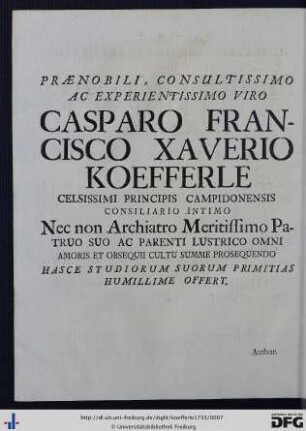 PRÆNOBILI, CONSULTISSIMO
AC EXPERIENTISSIMO VIRO
CASPARO FRAN-
CISCO XAVERIO
KOEFFERLE
CELSISSIMI PRINCIPIS CAMPIDONENSIS
CONSILIARIO INTIMO
Nec non Archiatro Meritissimo Pa-
TRUO SUO AC PARENTI LUSTRICO OMNI
AMORIS ET OBSEQUII CULTU SUMME PROSEQUENDO
HASCE STUDIORUM SUORUM PRIMITIAS
HUMILLIME OFFERT.
Author.
http://dl.ub.uni-freiburg.de/diglit/koefferle1733/0007
© Universitätsbibliothek Freiburg
gefördert durch
DFG